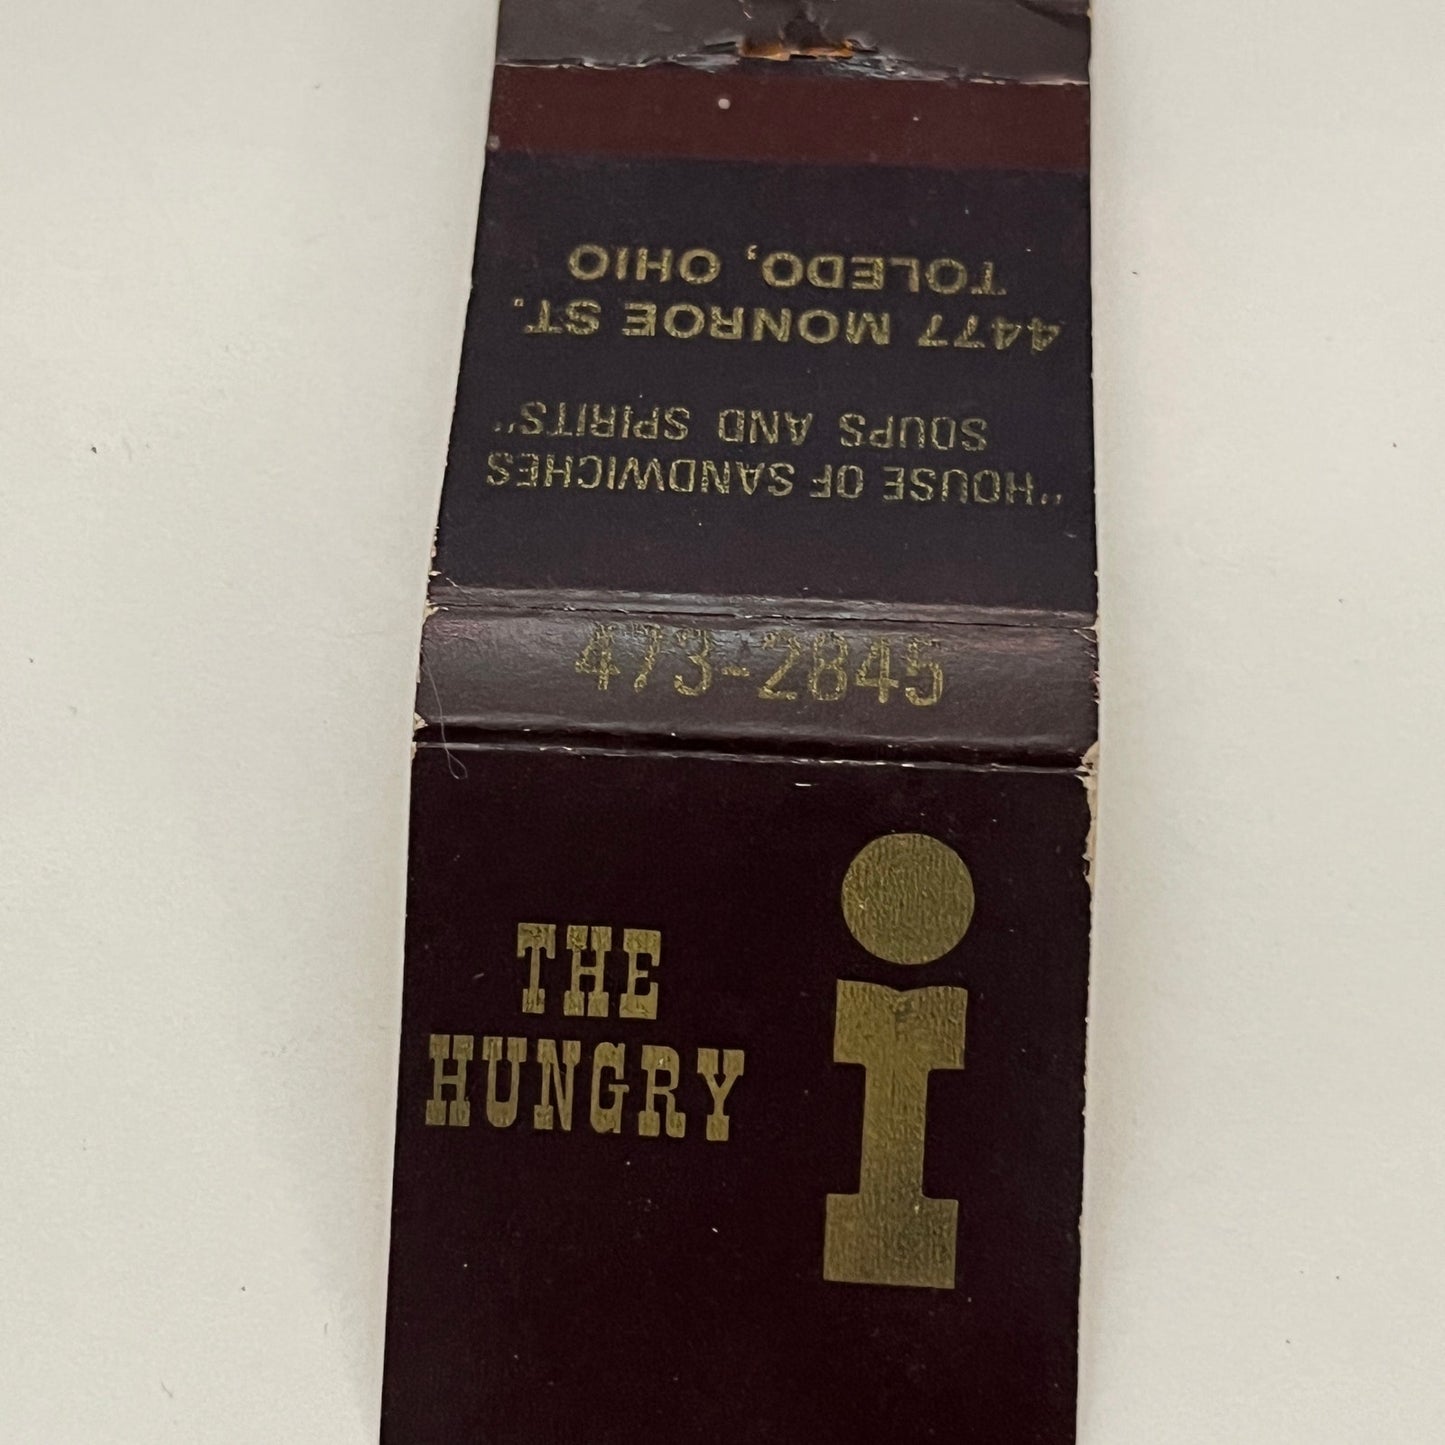 THE
HUNGRY
i
473-2845
"HOUSE OF SANDWICHES
SOUPS AND SPIRITS"
4477 MONROE ST.
TOLEDO, OHIO